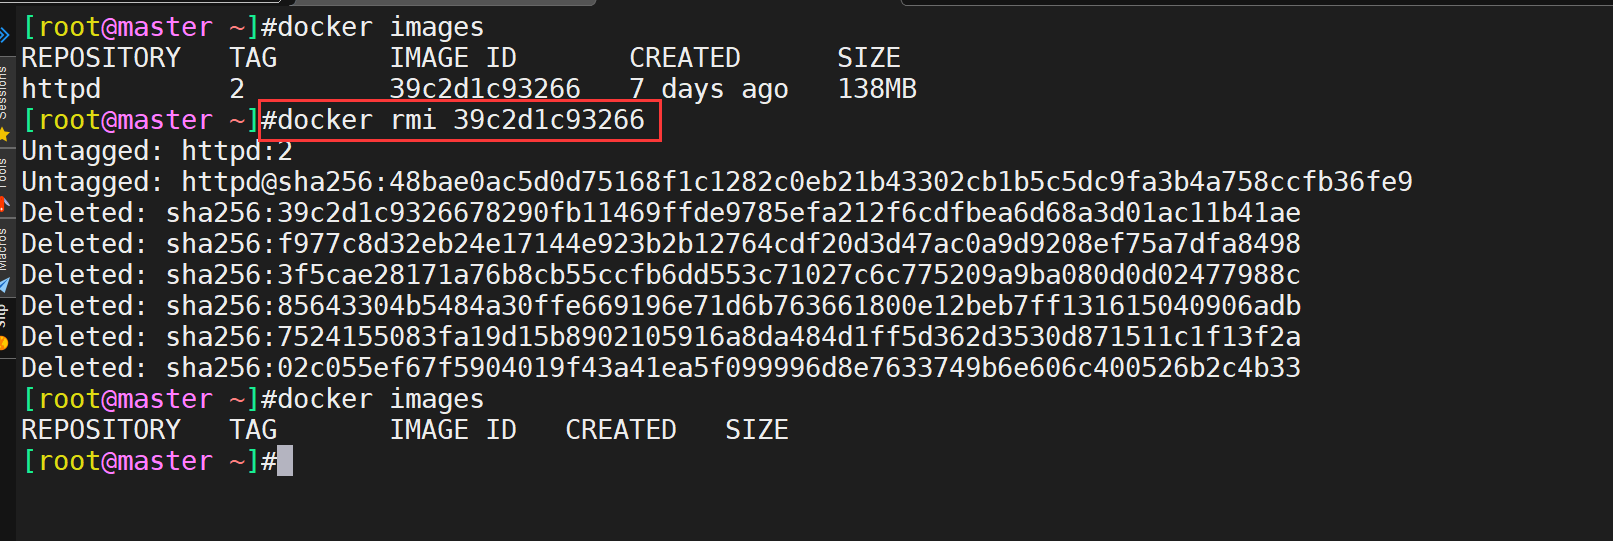 [root@master ~]#docker images
REPOSITORY   TAG       IMAGE ID       CREATED      SIZE
httpd        2         39c2d1c93266   7 days ago   138MB
[root@master ~]#docker rmi 39c2d1c93266
Untagged: httpd:2
Untagged: httpd@sha256:48bae0ac5d0d75168f1c1282c0eb21b43302cb1b5c5dc9fa3b4a758ccfb36fe9
Deleted: sha256:39c2d1c9326678290fb11469ffde9785efa212f6cdfbea6d68a3d01ac11b41ae
Deleted: sha256:f977c8d32eb24e17144e923b2b12764cdf20d3d47ac0a9d9208ef75a7dfa8498
Deleted: sha256:3f5cae28171a76b8cb55ccfb6dd553c71027c6c775209a9ba080d0d02477988c
Deleted: sha256:85643304b5484a30ffe669196e71d6b763661800e12beb7ff131615040906adb
Deleted: sha256:7524155083fa19d15b8902105916a8da484d1ff5d362d3530d871511c1f13f2a
Deleted: sha256:02c055ef67f5904019f43a41ea5f099996d8e7633749b6e606c400526b2c4b33
[root@master ~]#docker images
REPOSITORY   TAG       IMAGE ID   CREATED   SIZE
[root@master ~]#
Sessions
Tools
Macros